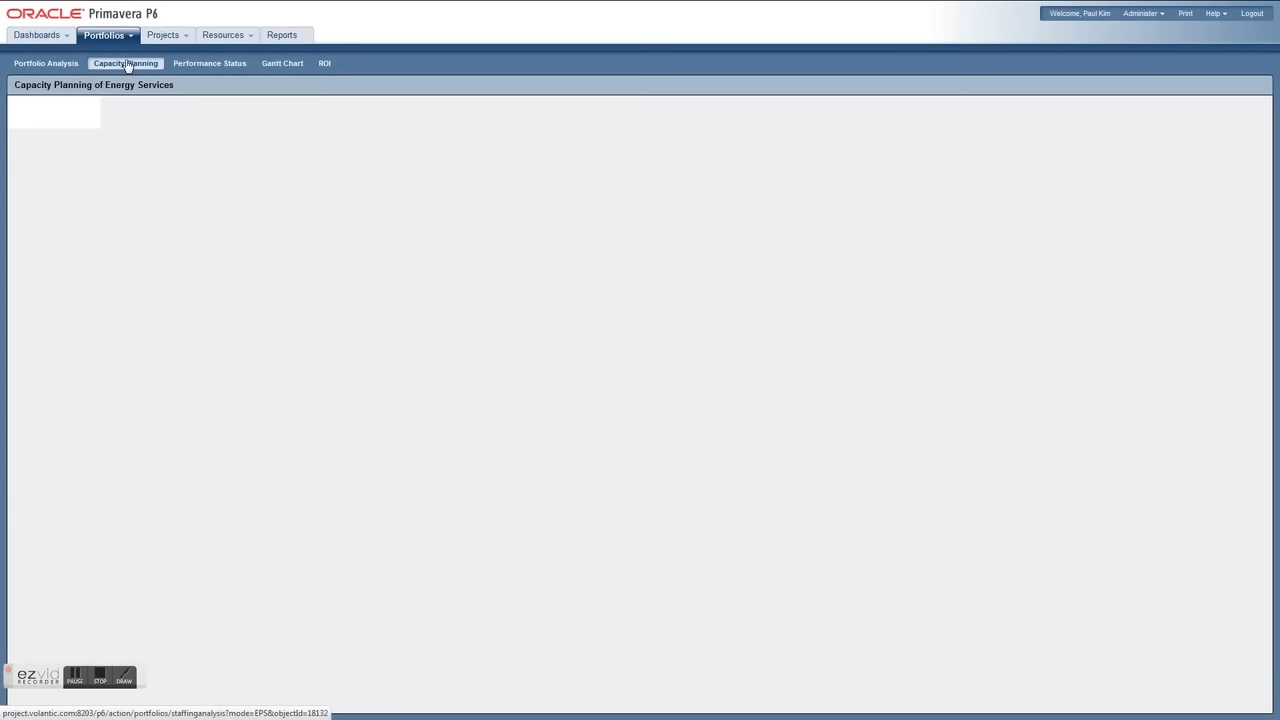 ORACLE Primavera P6
Welcome, Paul Kim Administer Print Help Logout
Dashboards Portfolios Projects Resources Reports
Portfolio Analysis Capacity Planning Performance Status Gantt Chart ROI
Capacity Planning of Energy Services
ezvid
RECORDER
PAUSE STOP DRAW
project.volantic.com:8203/p6/action/portfolios/staffinganalysis?mode=EPS&objectId=18132